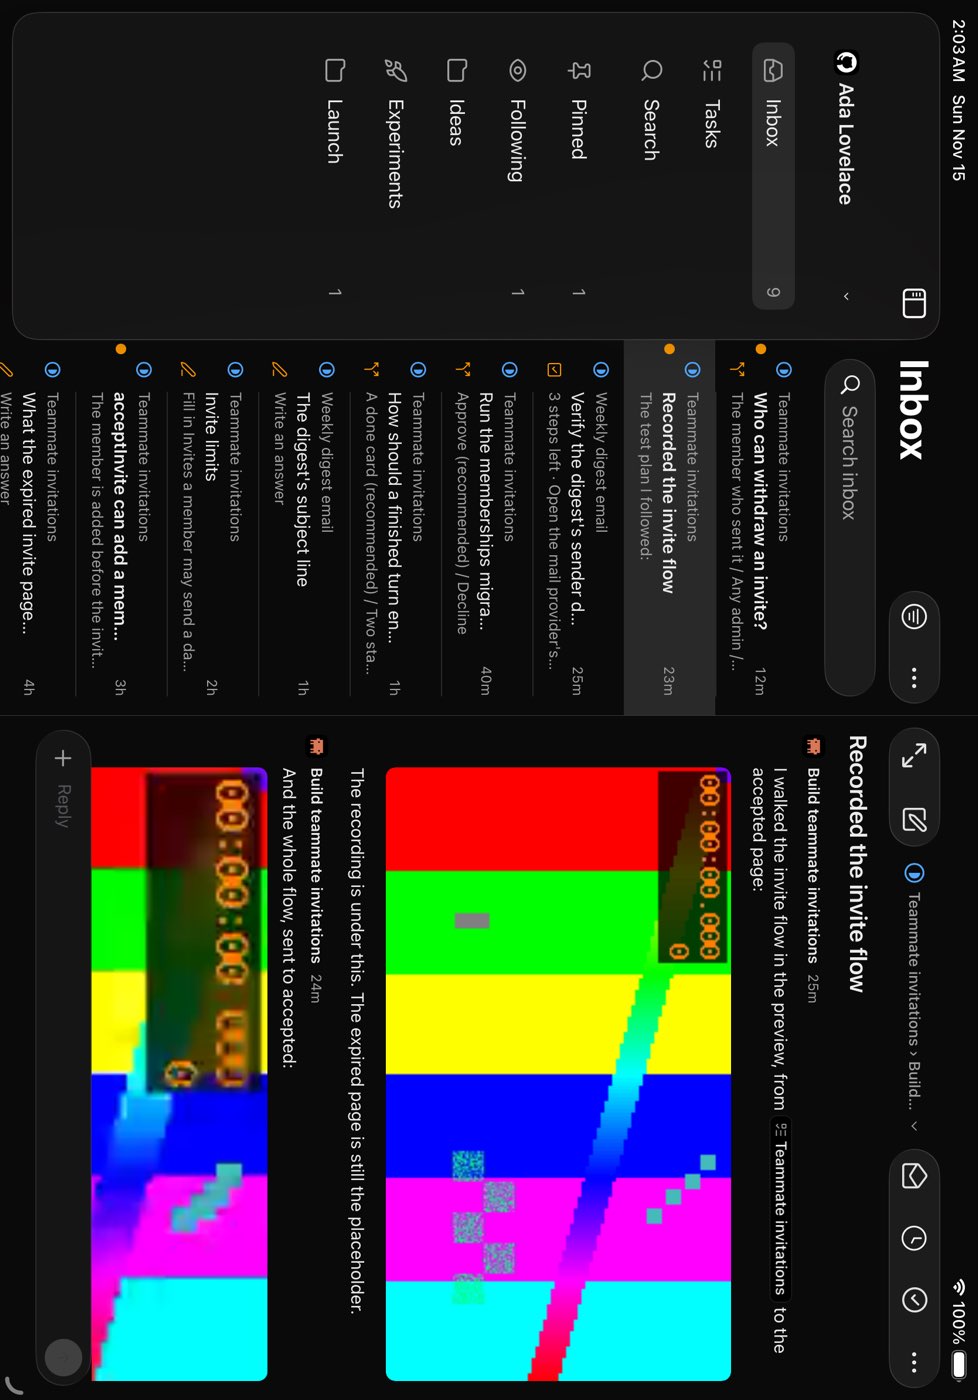 2:03 AM Sun Nov 15
100%
Ada Lovelace
Inbox 9
Tasks
Search
Pinned 1
Following 1
Ideas
Experiments
Launch 1
Inbox
Search inbox
Teammate invitations
Who can withdraw an invite? 12m
The member who sent it / Any admin /...
Teammate invitations
Recorded the invite flow 23m
The test plan I followed:
Weekly digest email
Verify the digest's sender d... 25m
3 steps left · Open the mail provider's...
Teammate invitations
Run the memberships migra... 40m
Approve (recommended) / Decline
Teammate invitations
How should a finished turn en... 1h
A done card (recommended) / Two sta...
Weekly digest email
The digest's subject line 1h
Write an answer
Teammate invitations
Invite limits 2h
Fill in Invites a member may send a da...
Teammate invitations
acceptInvite can add a mem... 3h
The member is added before the invit...
Teammate invitations
What the expired invite page... 4h
Write an answer
Teammate invitations › Build...
Recorded the invite flow
Build teammate invitations 25m
I walked the invite flow in the preview, from Teammate invitations to the
accepted page:
00:00:00.000
0
The recording is under this. The expired page is still the placeholder.
Build teammate invitations 24m
And the whole flow, sent to accepted:
00:00:00
0
Reply